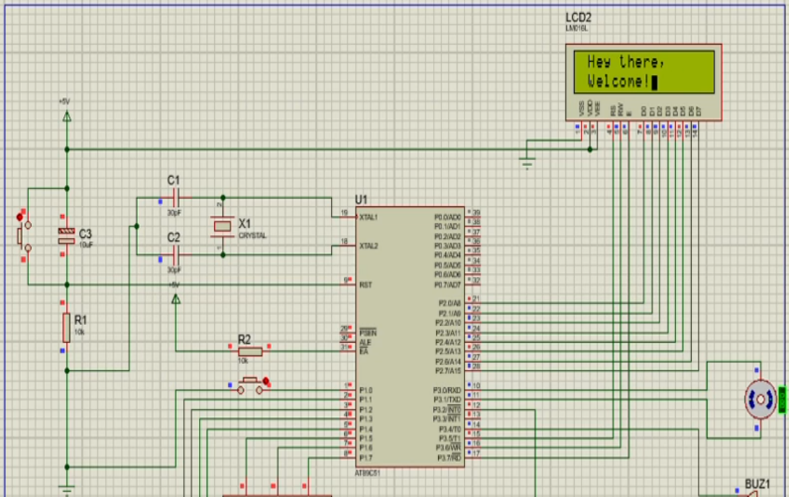 LCD2
LM016L
Hey there,
Welcome!
VSS
VDD
VEE
RS
RW
E
D0
D1
D2
D3
D4
D5
D6
D7
+5V
C1
30pF
X1
CRYSTAL
C2
30pF
C3
10uF
+5V
R1
10k
R2
10k
U1
19 XTAL1
18 XTAL2
9 RST
29 PSEN
30 ALE
31 EA
1 P1.0
2 P1.1
3 P1.2
4 P1.3
5 P1.4
6 P1.5
7 P1.6
8 P1.7
P0.0/AD0 39
P0.1/AD1 38
P0.2/AD2 37
P0.3/AD3 36
P0.4/AD4 35
P0.5/AD5 34
P0.6/AD6 33
P0.7/AD7 32
P2.0/A8 21
P2.1/A9 22
P2.2/A10 23
P2.3/A11 24
P2.4/A12 25
P2.5/A13 26
P2.6/A14 27
P2.7/A15 28
P3.0/RXD 10
P3.1/TXD 11
P3.2/INT0 12
P3.3/INT1 13
P3.4/T0 14
P3.5/T1 15
P3.6/WR 16
P3.7/RD 17
AT89C51
BUZ1